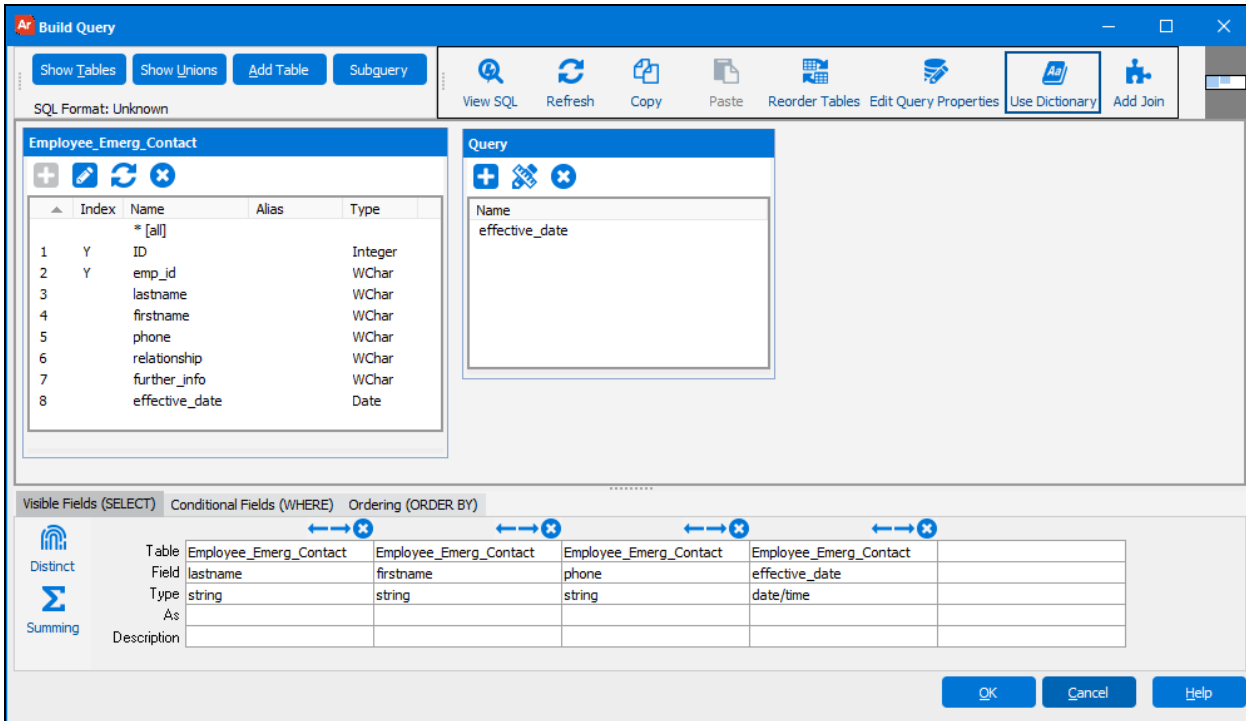 Ar Build Query
Show Tables Show Unions Add Table Subquery
View SQL Refresh Copy Paste Reorder Tables Edit Query Properties Use Dictionary Add Join
SQL Format: Unknown
Employee_Emerg_Contact
Index Name Alias Type
* [all]
1 Y ID Integer
2 Y emp_id WChar
3 lastname WChar
4 firstname WChar
5 phone WChar
6 relationship WChar
7 further_info WChar
8 effective_date Date
Query
Name
effective_date
Visible Fields (SELECT) Conditional Fields (WHERE) Ordering (ORDER BY)
Distinct
Summing
Table Employee_Emerg_Contact Employee_Emerg_Contact Employee_Emerg_Contact Employee_Emerg_Contact
Field lastname firstname phone effective_date
Type string string string date/time
As
Description
OK Cancel Help